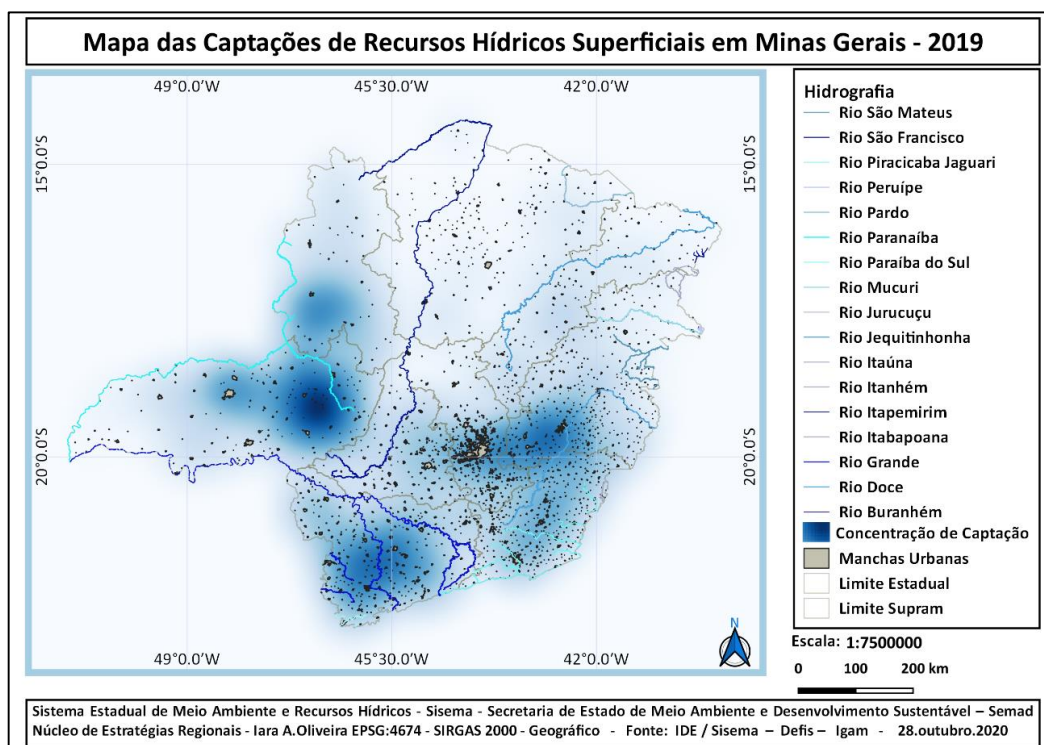 Mapa das Captações de Recursos Hídricos Superficiais em Minas Gerais - 2019
49°0.0'W 45°30.0'W 42°0.0'W
15°0.0'S 15°0.0'S
20°0.0'S 20°0.0'S
49°0.0'W 45°30.0'W 42°0.0'W
N
Hidrografia
Rio São Mateus
Rio São Francisco
Rio Piracicaba Jaguari
Rio Peruípe
Rio Pardo
Rio Paranaíba
Rio Paraíba do Sul
Rio Mucuri
Rio Jurucuçu
Rio Jequitinhonha
Rio Itaúna
Rio Itanhém
Rio Itapemirim
Rio Itabapoana
Rio Grande
Rio Doce
Rio Buranhém
Concentração de Captação
Manchas Urbanas
Limite Estadual
Limite Supram
Escala: 1:7500000
0 100 200 km
Sistema Estadual de Meio Ambiente e Recursos Hídricos - Sisema - Secretaria de Estado de Meio Ambiente e Desenvolvimento Sustentável – Semad
Núcleo de Estratégias Regionais - Iara A.Oliveira EPSG:4674 - SIRGAS 2000 - Geográfico - Fonte: IDE / Sisema – Defis – Igam - 28.outubro.2020